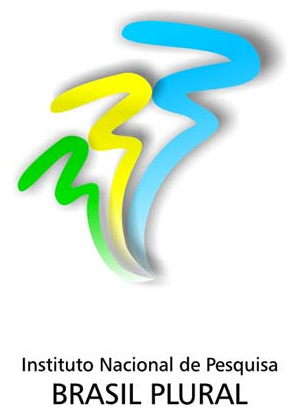 Instituto Nacional de Pesquisa
BRASIL PLURAL